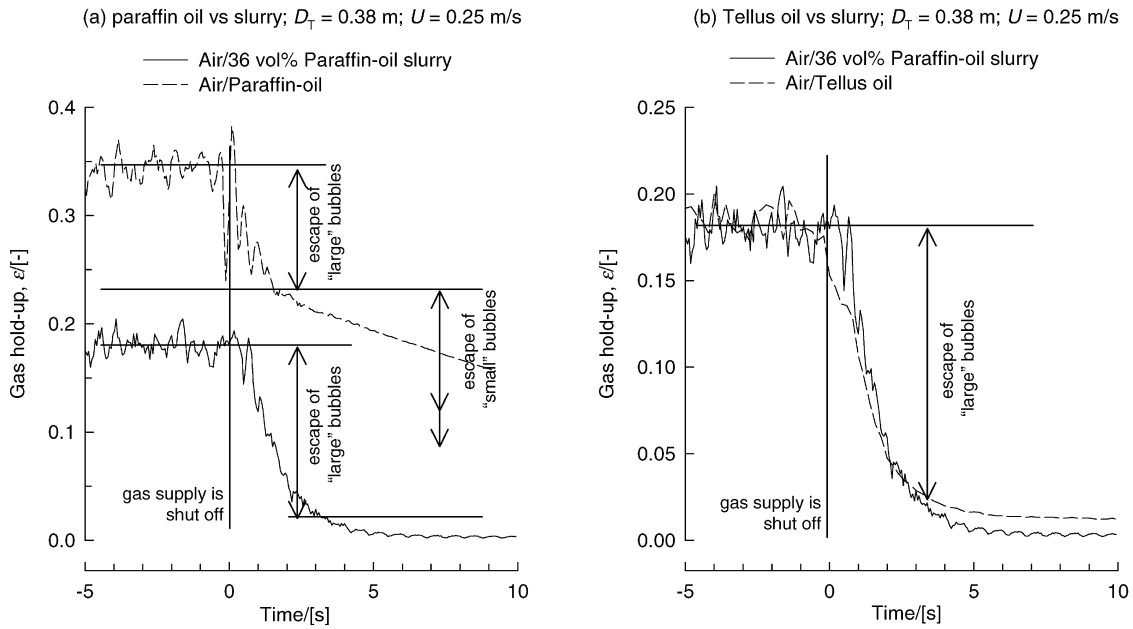 (a) paraffin oil vs slurry; DT = 0.38 m; U = 0.25 m/s
Air/36 vol% Paraffin-oil slurry
Air/Paraffin-oil
0.4
0.3
0.2
0.1
0.0
Gas hold-up, ε/[-]
escape of
“large” bubbles
escape of
“small” bubbles
escape of
“large” bubbles
gas supply is
shut off
-5
0
5
10
Time/[s]
(b) Tellus oil vs slurry; DT = 0.38 m; U = 0.25 m/s
Air/36 vol% Paraffin-oil slurry
Air/Tellus oil
0.25
0.20
0.15
0.10
0.05
0.00
Gas hold-up, ε/[-]
escape of
“large” bubbles
gas supply is
shut off
-5
0
5
10
Time/[s]